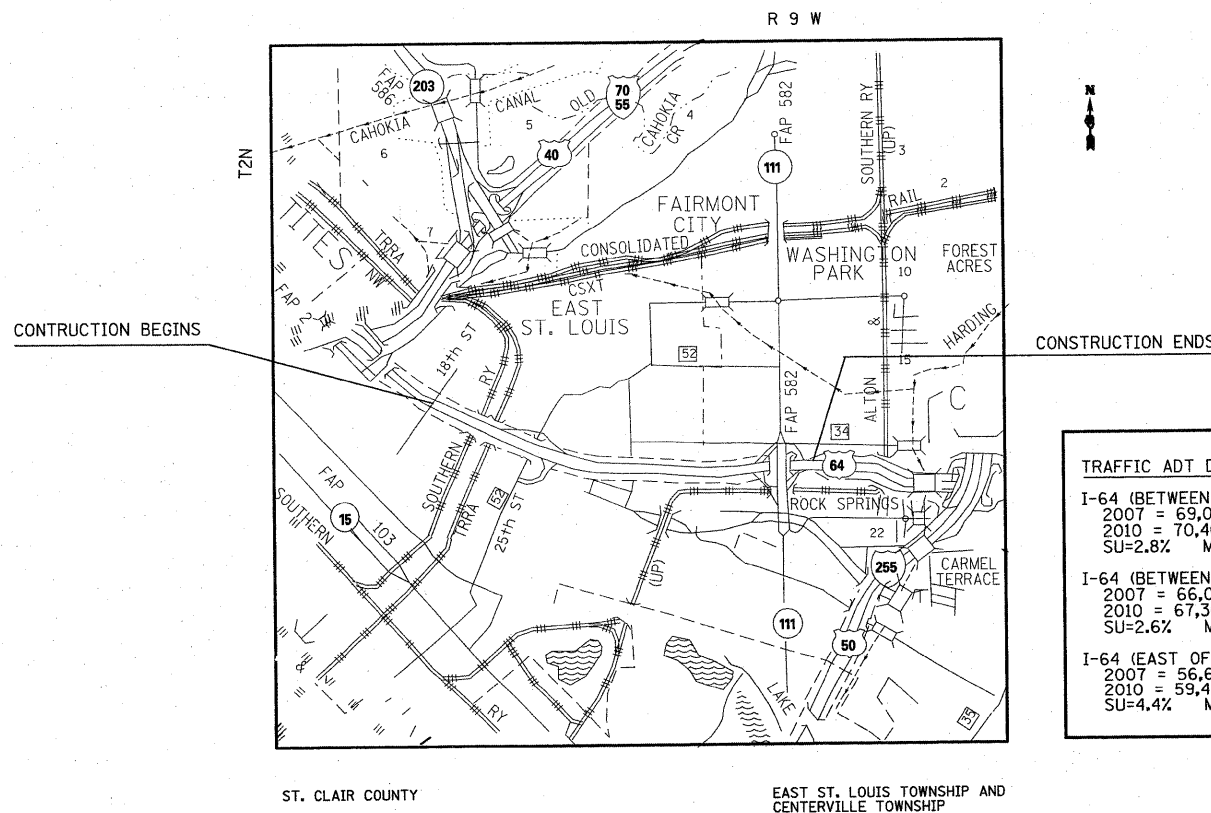 R 9 W
T2N
N
FAP
586
203
CAHOKIA
CANAL
6
5
OLD
70
55
CAHOKIA
CR
4
40
FAP 582
111
SOUTHERN RY
(UP)
3
2
RAIL
TITES
TRRA
NW
7
FAIRMONT
CITY
CONSOLIDATED
CSXT
WASHINGTON
PARK
10
FOREST
ACRES
FAP 2
EAST
ST. LOUIS
HARDING
CONTRUCTION BEGINS
CONSTRUCTION ENDS
18th ST
RY
52
&
15
ALTON
FAP 582
C
34
64
SOUTHERN
TRRA
52
25th ST
FAP 103
SOUTHERN
15
ROCK SPRINGS
22
(UP)
255
CARMEL
TERRACE
111
50
LAKE
35
&
RY
TRAFFIC ADT D
I-64 (BETWEEN
2007 = 69,0
2010 = 70,4
SU=2.8% M
I-64 (BETWEEN
2007 = 66,0
2010 = 67,3
SU=2.6% M
I-64 (EAST OF
2007 = 56,6
2010 = 59,4
SU=4.4% M
ST. CLAIR COUNTY
EAST ST. LOUIS TOWNSHIP AND
CENTERVILLE TOWNSHIP